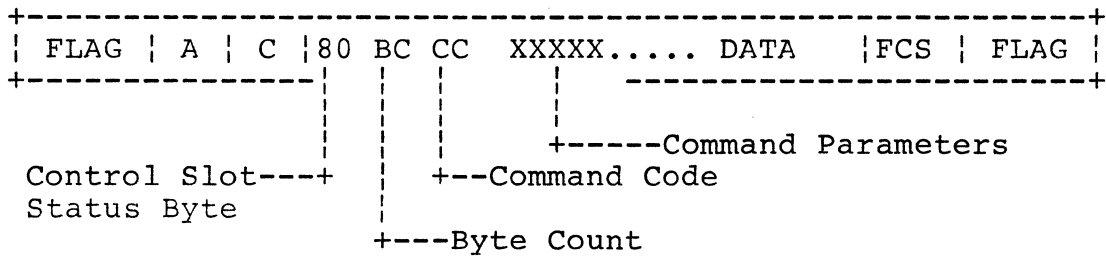 FLAG ¦ A ¦ C ¦80 BC CC XXXXX..... DATA ¦FCS ¦ FLAG
+-----Command Parameters
Control Slot---+ +--Command Code
Status Byte
+---Byte Count